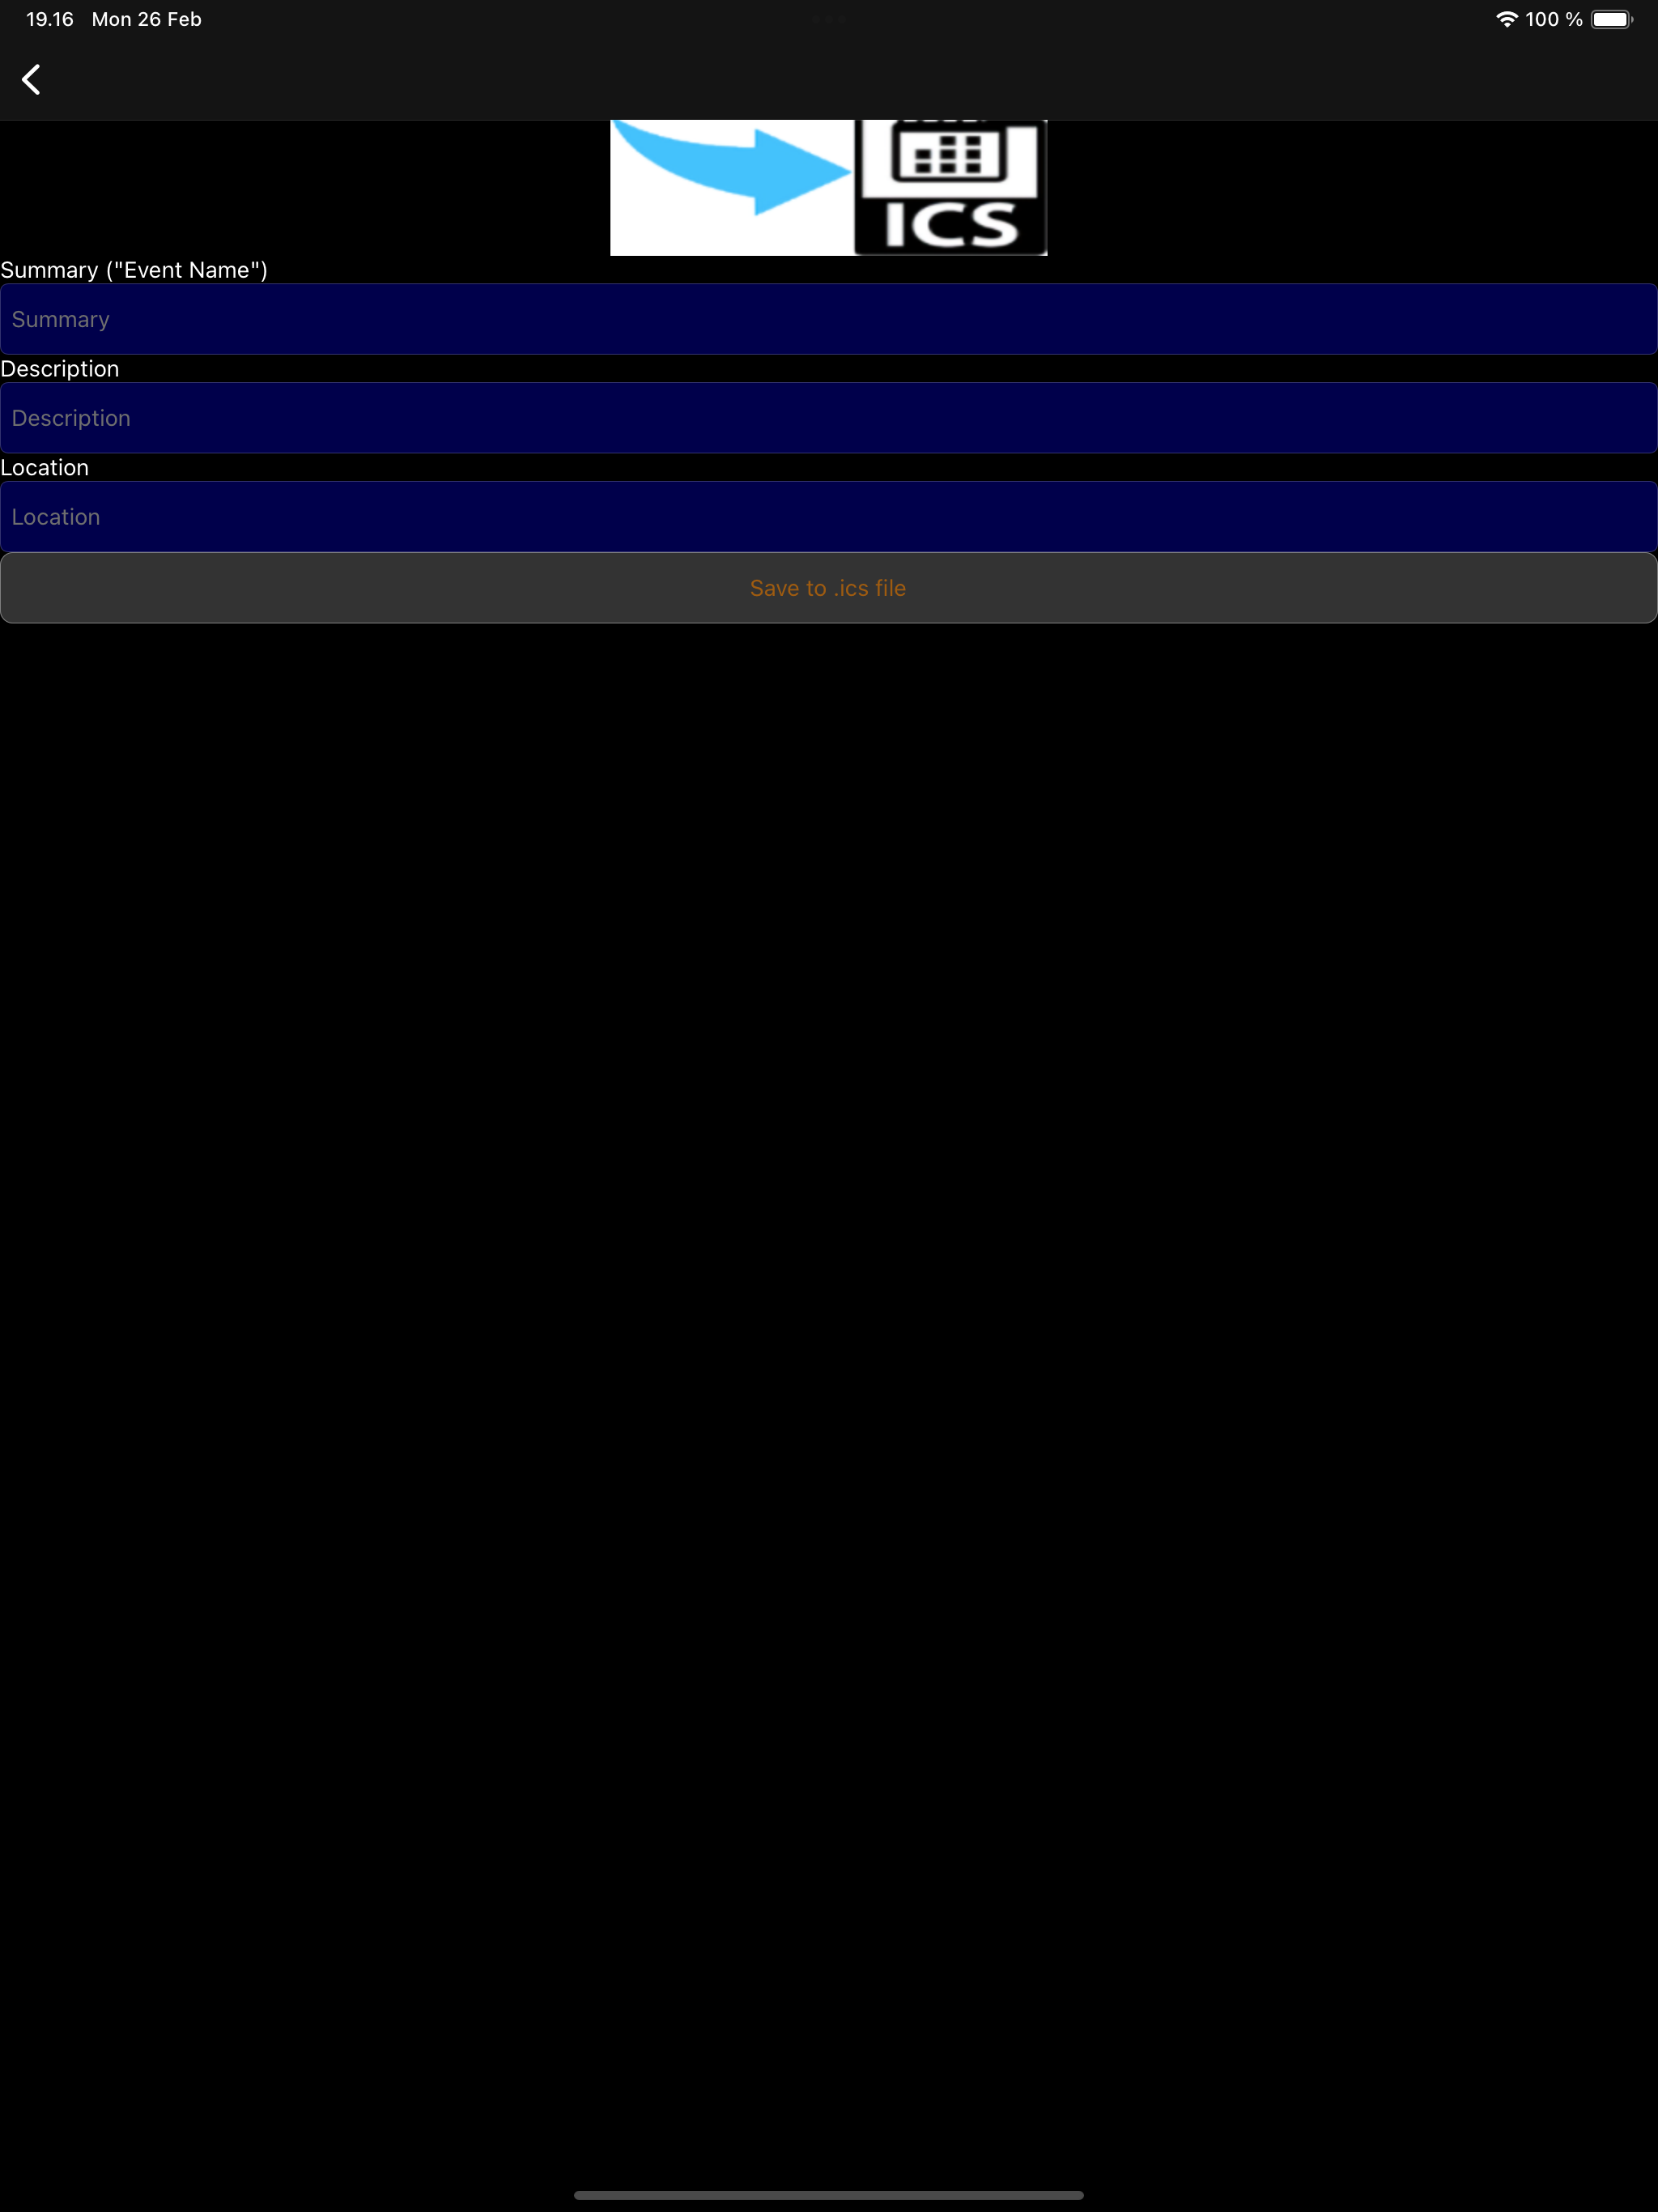 19.16 Mon 26 Feb 100 %
ICS
Summary ("Event Name")
Summary
Description
Description
Location
Location
Save to .ics file